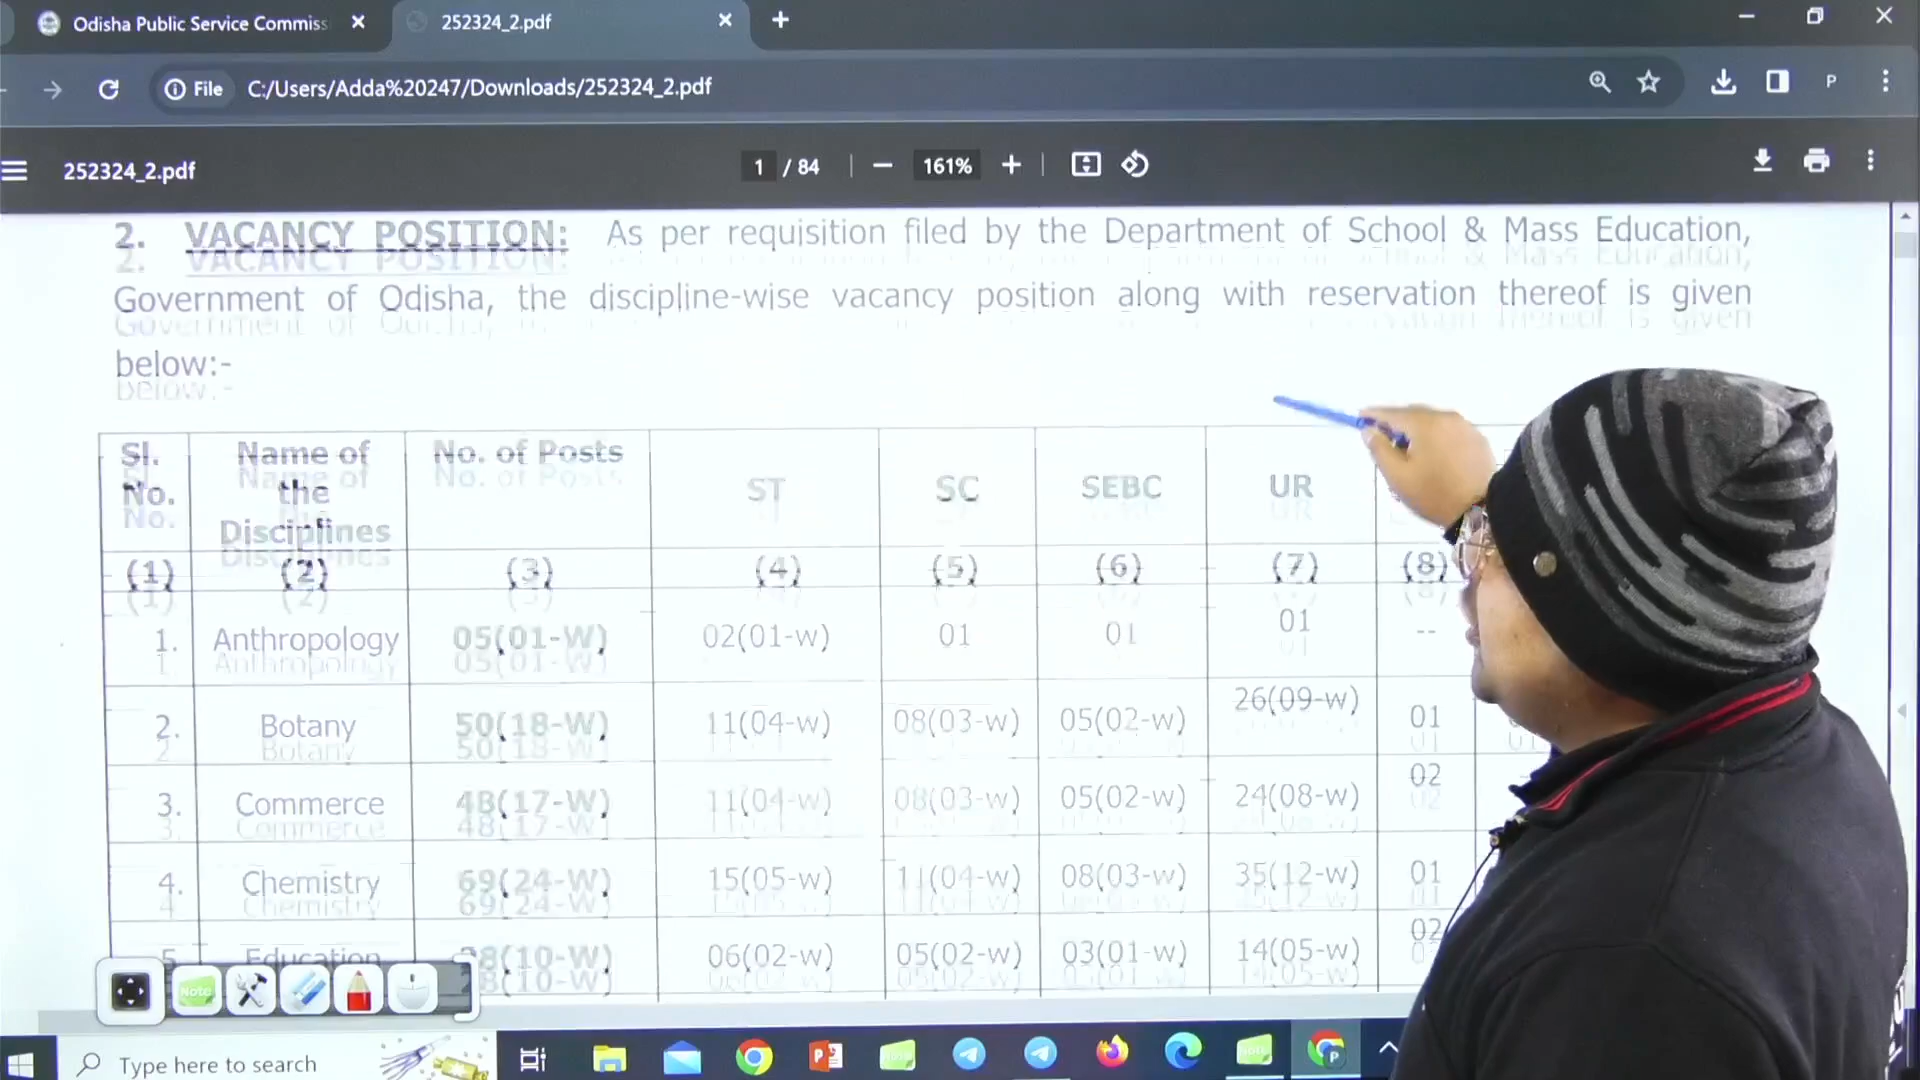 Odisha Public Service Commiss
252324_2.pdf
File C:/Users/Adda%20247/Downloads/252324_2.pdf
P
252324_2.pdf
1 / 84
161%
2. VACANCY POSITION: As per requisition filed by the Department of School & Mass Education,
Government of Odisha, the discipline-wise vacancy position along with reservation thereof is given
below:-
Sl. No. Name of the Disciplines No. of Posts ST SC SEBC UR
(1) (2) (3) (4) (5) (6) (7) (8)
1. Anthropology 05(01-W) 02(01-w) 01 01 01 --
2. Botany 50(18-W) 11(04-w) 08(03-w) 05(02-w) 26(09-w) 01
3. Commerce 48(17-W) 11(04-w) 08(03-w) 05(02-w) 24(08-w) 02
4. Chemistry 69(24-W) 15(05-w) 11(04-w) 08(03-w) 35(12-w) 01
5 Education 8(10-W) 06(02-w) 05(02-w) 03(01-w) 14(05-w) 02
Note
Type here to search